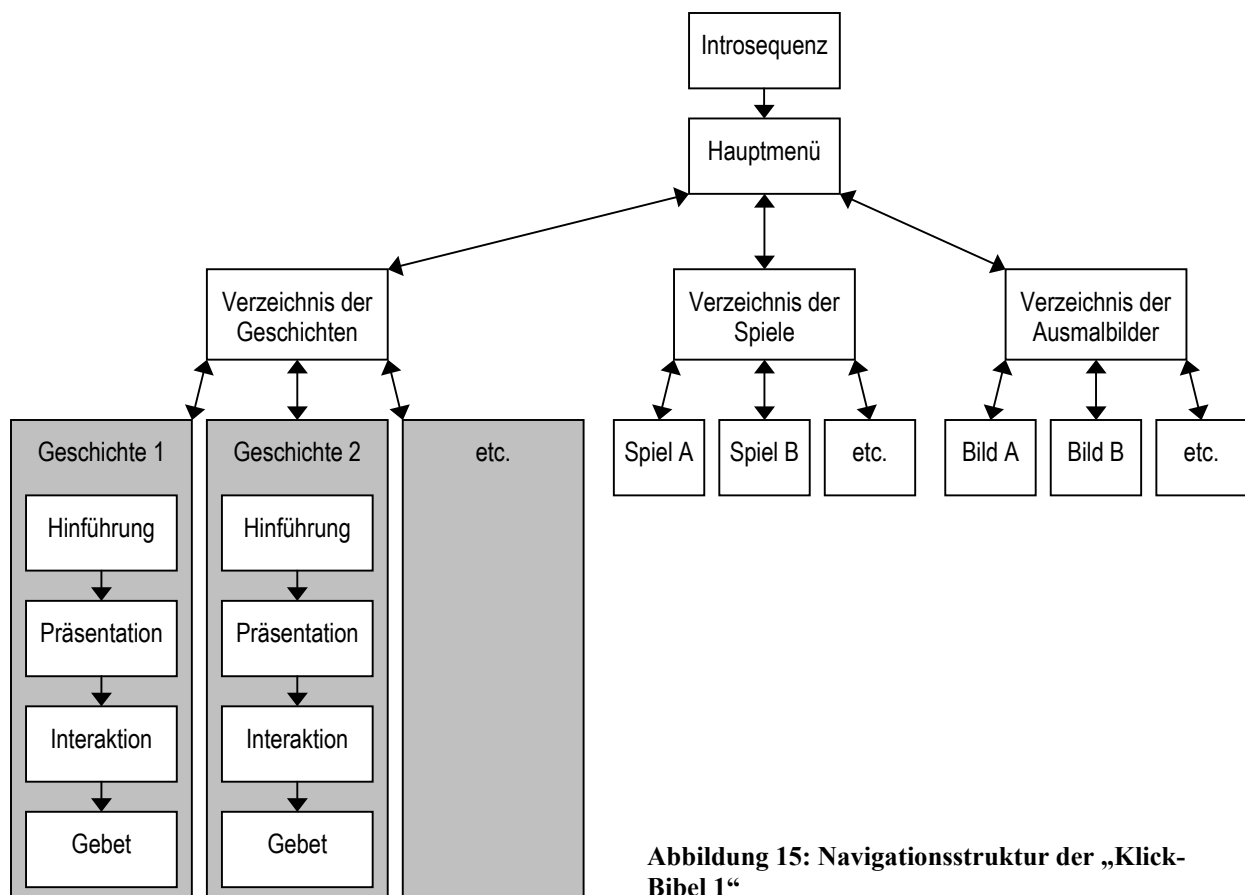 Introsequenz
Hauptmenü
Verzeichnis der
Geschichten
Verzeichnis der
Spiele
Verzeichnis der
Ausmalbilder
Geschichte 1
Geschichte 2
etc.
Spiel A
Spiel B
etc.
Bild A
Bild B
etc.
Hinführung
Hinführung
Präsentation
Präsentation
Interaktion
Interaktion
Gebet
Gebet
Abbildung 15: Navigationsstruktur der „Klick-
Bibel 1“